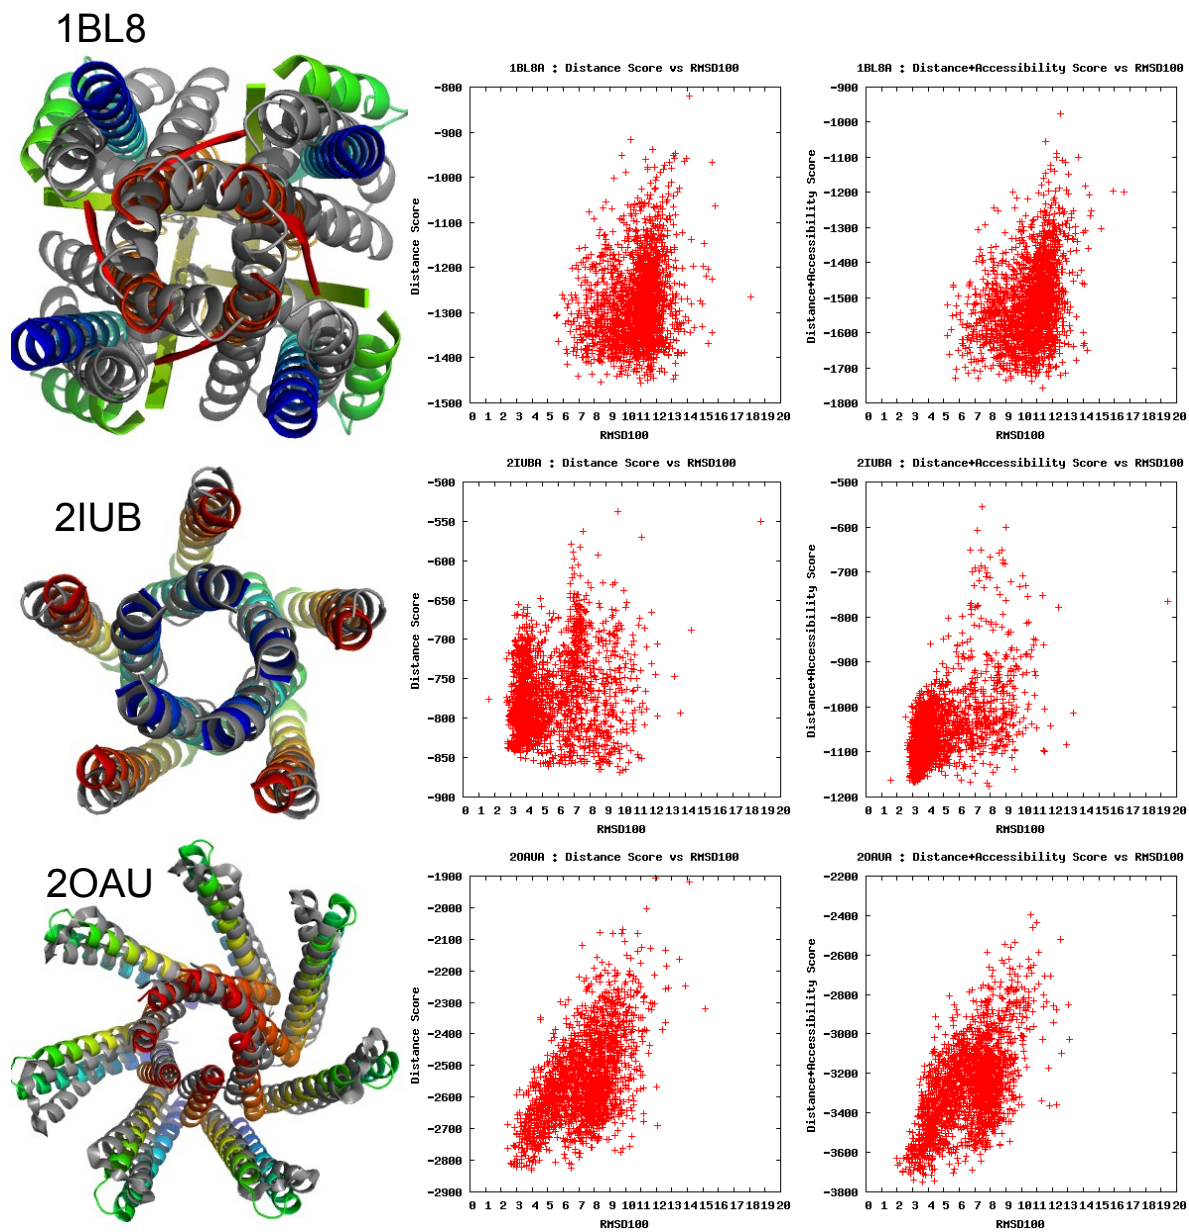 1BL8
1BL8A : Distance Score vs RMSD100
-800
-900
-1000
-1100
-1200
-1300
-1400
-1500
Distance Score
0 1 2 3 4 5 6 7 8 9 10 11 12 13 14 15 16 17 18 19 20
RMSD100
1BL8A : Distance+Accessibility Score vs RMSD100
-900
-1000
-1100
-1200
-1300
-1400
-1500
-1600
-1700
-1800
Distance+Accessibility Score
0 1 2 3 4 5 6 7 8 9 10 11 12 13 14 15 16 17 18 19 20
RMSD100
2IUB
2IUBA : Distance Score vs RMSD100
-500
-550
-600
-650
-700
-750
-800
-850
-900
Distance Score
0 1 2 3 4 5 6 7 8 9 10 11 12 13 14 15 16 17 18 19 20
RMSD100
2IUBA : Distance+Accessibility Score vs RMSD100
-500
-600
-700
-800
-900
-1000
-1100
-1200
Distance+Accessibility Score
0 1 2 3 4 5 6 7 8 9 10 11 12 13 14 15 16 17 18 19 20
RMSD100
2OAU
2OAUA : Distance Score vs RMSD100
-1900
-2000
-2100
-2200
-2300
-2400
-2500
-2600
-2700
-2800
-2900
Distance Score
0 1 2 3 4 5 6 7 8 9 10 11 12 13 14 15 16 17 18 19 20
RMSD100
2OAUA : Distance+Accessibility Score vs RMSD100
-2200
-2400
-2600
-2800
-3000
-3200
-3400
-3600
-3800
Distance+Accessibility Score
0 1 2 3 4 5 6 7 8 9 10 11 12 13 14 15 16 17 18 19 20
RMSD100